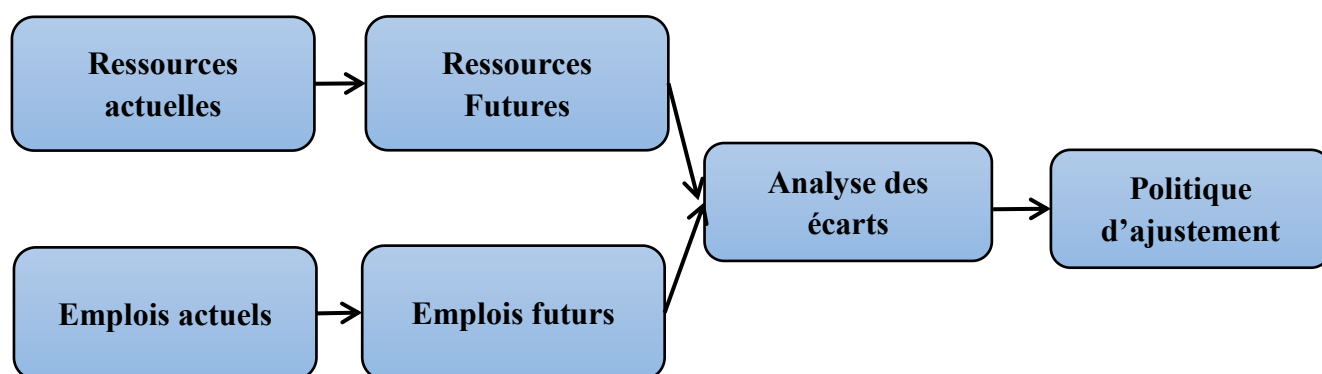 Ressources
actuelles
Ressources
Futures
Analyse des
écarts
Politique
d’ajustement
Emplois actuels
Emplois futurs